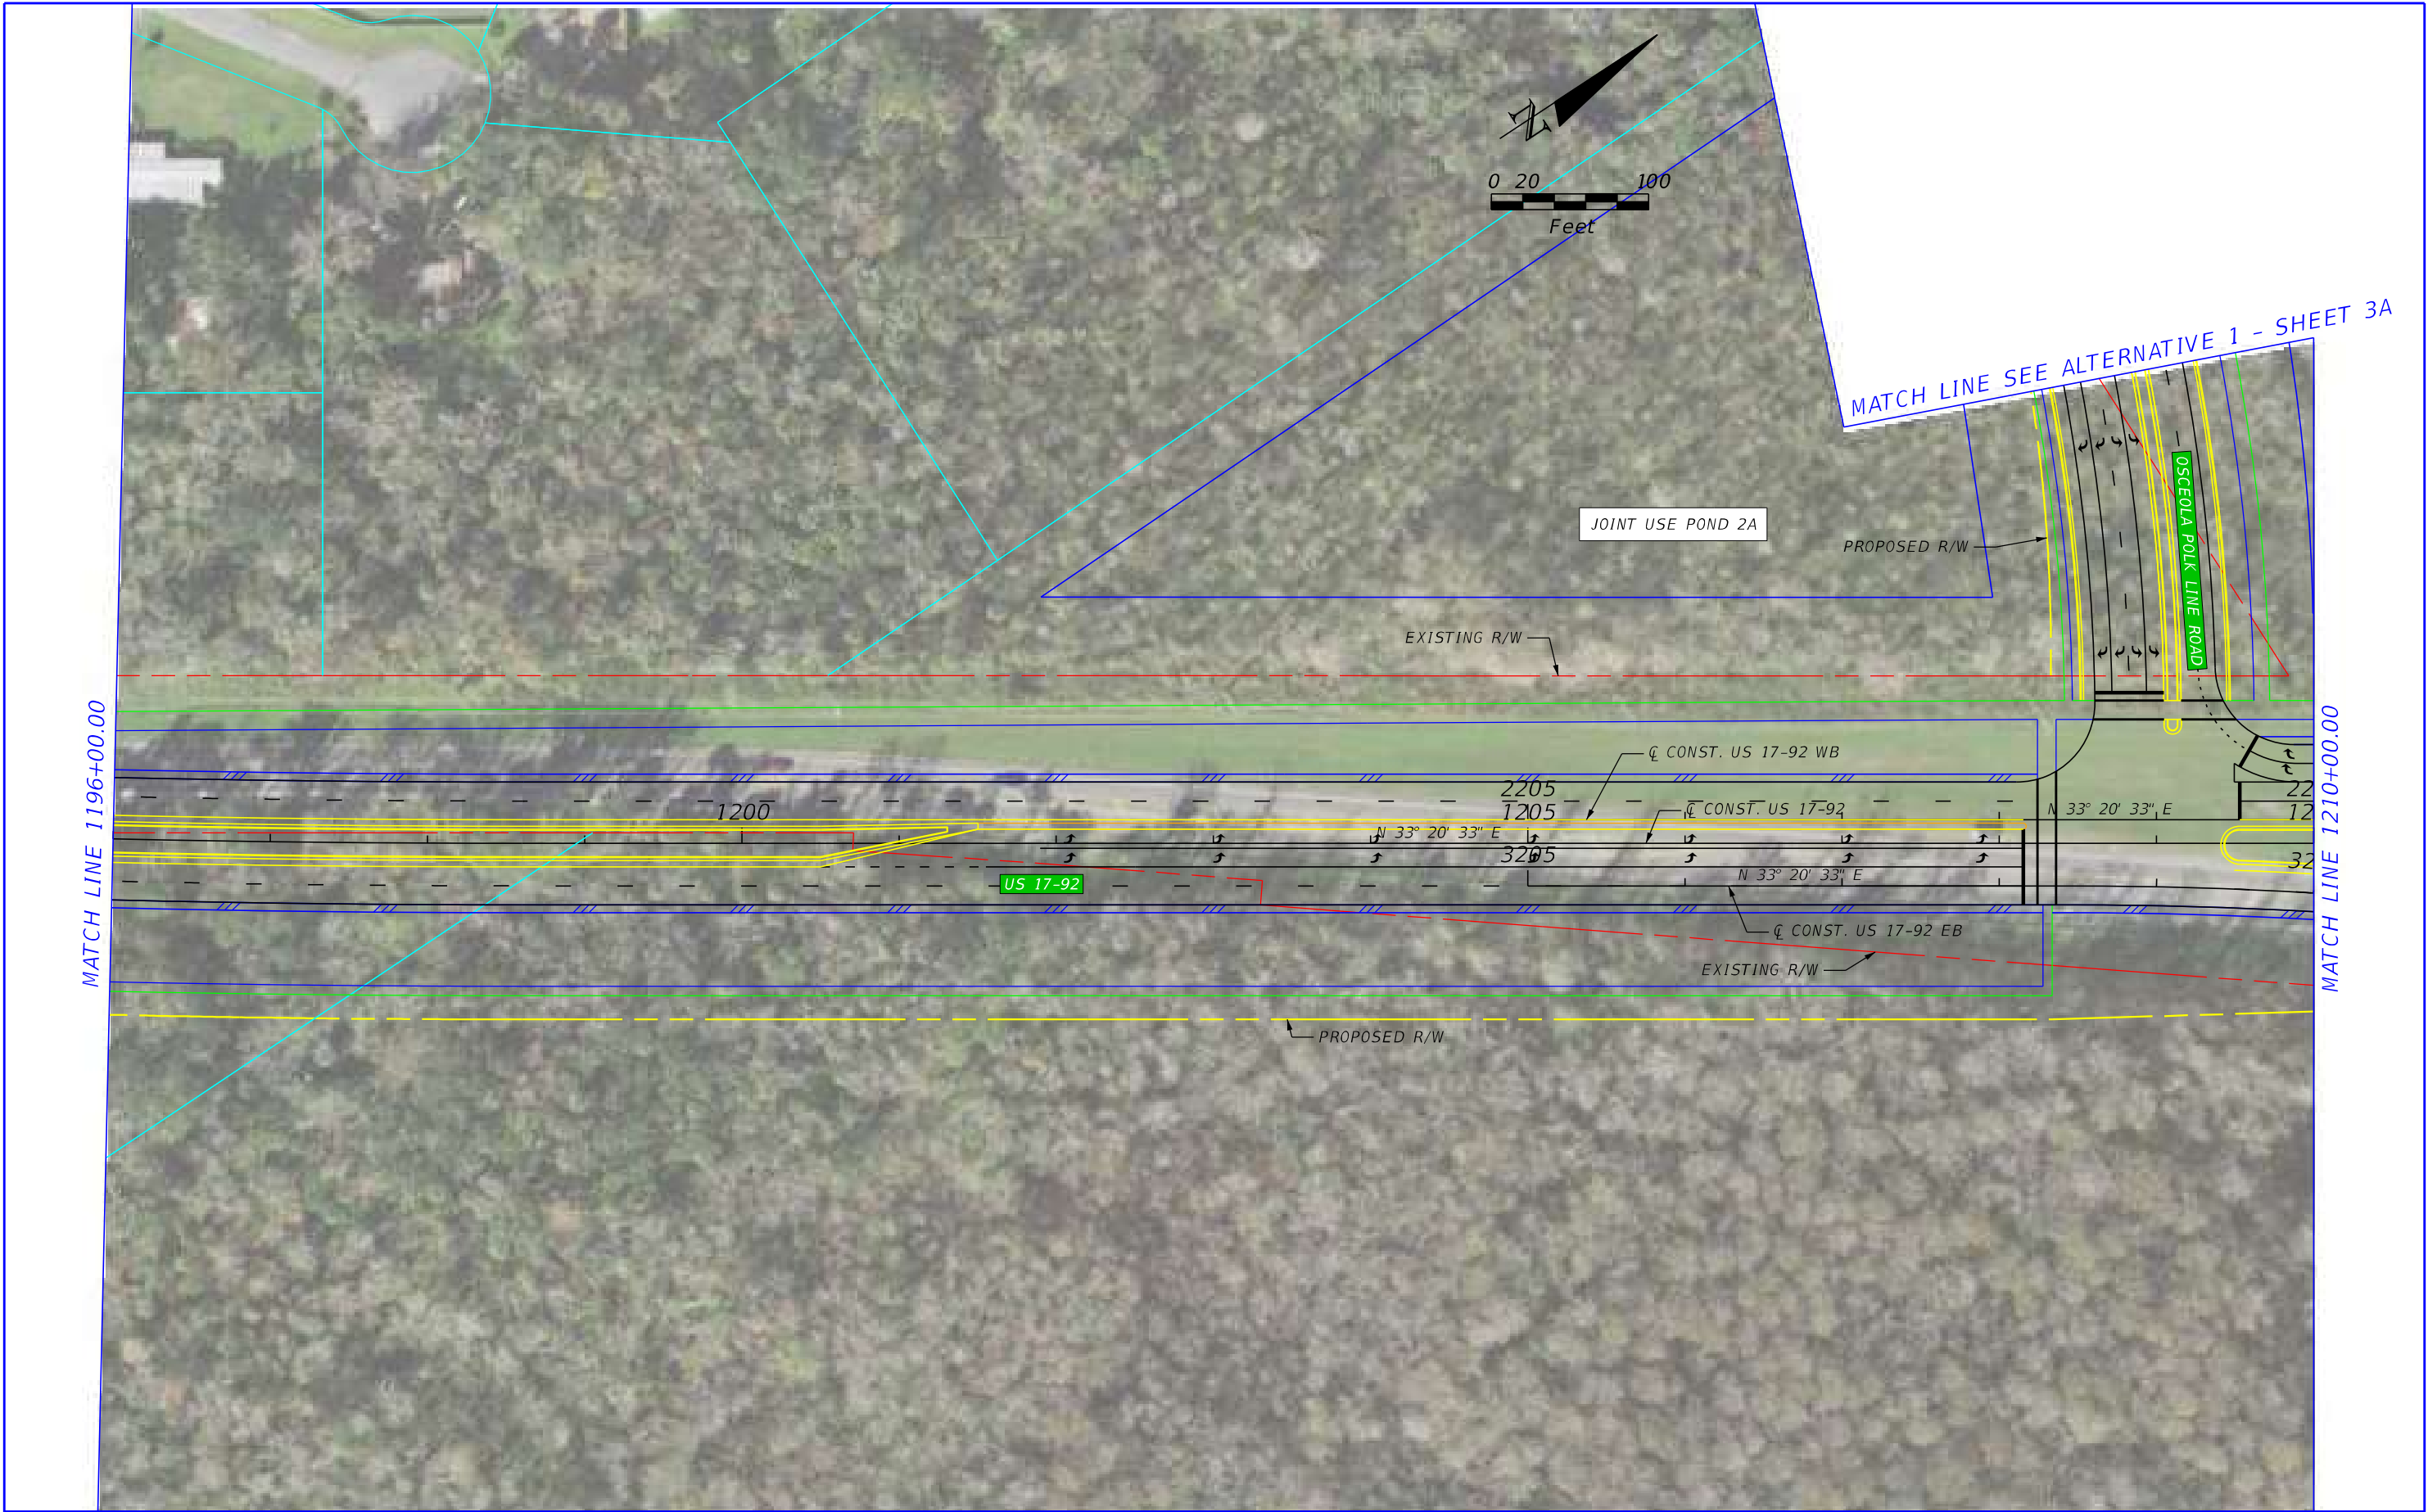 N
0 20 100
Feet
MATCH LINE SEE ALTERNATIVE 1 - SHEET 3A
JOINT USE POND 2A
PROPOSED R/W
OSCEOLA POLK LINE ROAD
EXISTING R/W
MATCH LINE 1196+00.00
MATCH LINE 1210+00.00
℄ CONST. US 17-92 WB
2205
22
1200
1205
℄ CONST. US 17-92
N 33° 20' 33" E
12
N 33° 20' 33" E
3205
32
N 33° 20' 33" E
US 17-92
℄ CONST. US 17-92 EB
EXISTING R/W
PROPOSED R/W